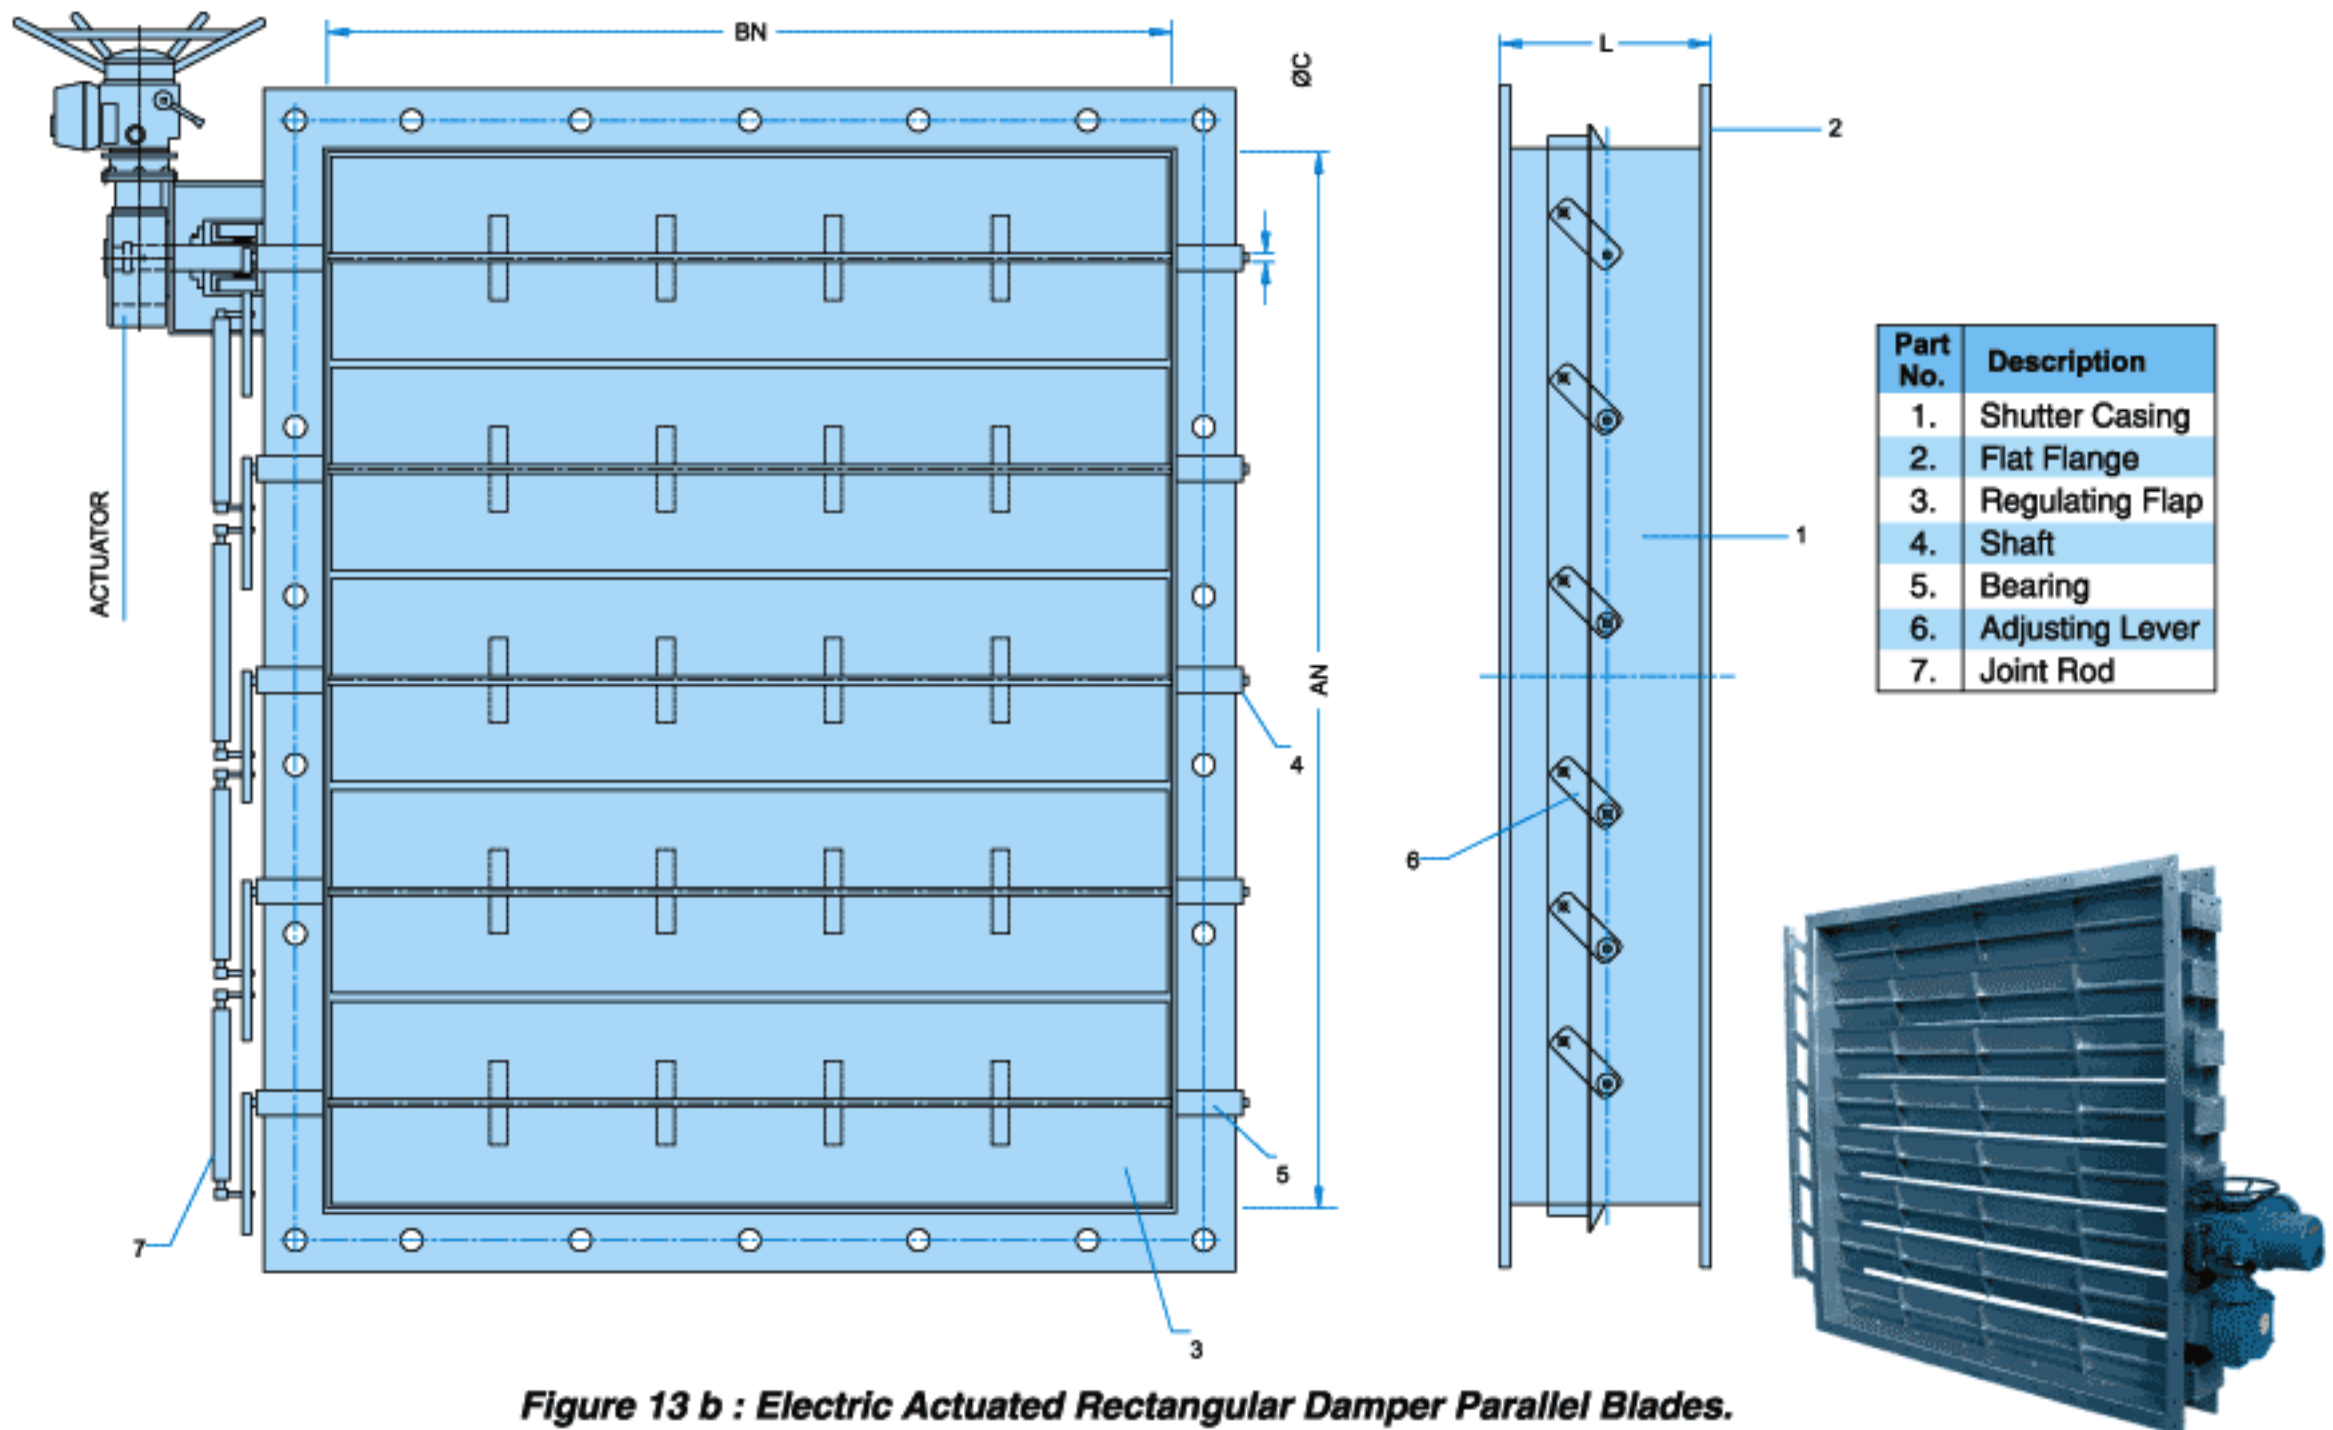 BN
ØC
L
2
ACTUATOR
AN
1
4
6
5
7
3
Part No. Description
1. Shutter Casing
2. Flat Flange
3. Regulating Flap
4. Shaft
5. Bearing
6. Adjusting Lever
7. Joint Rod
Figure 13 b : Electric Actuated Rectangular Damper Parallel Blades.